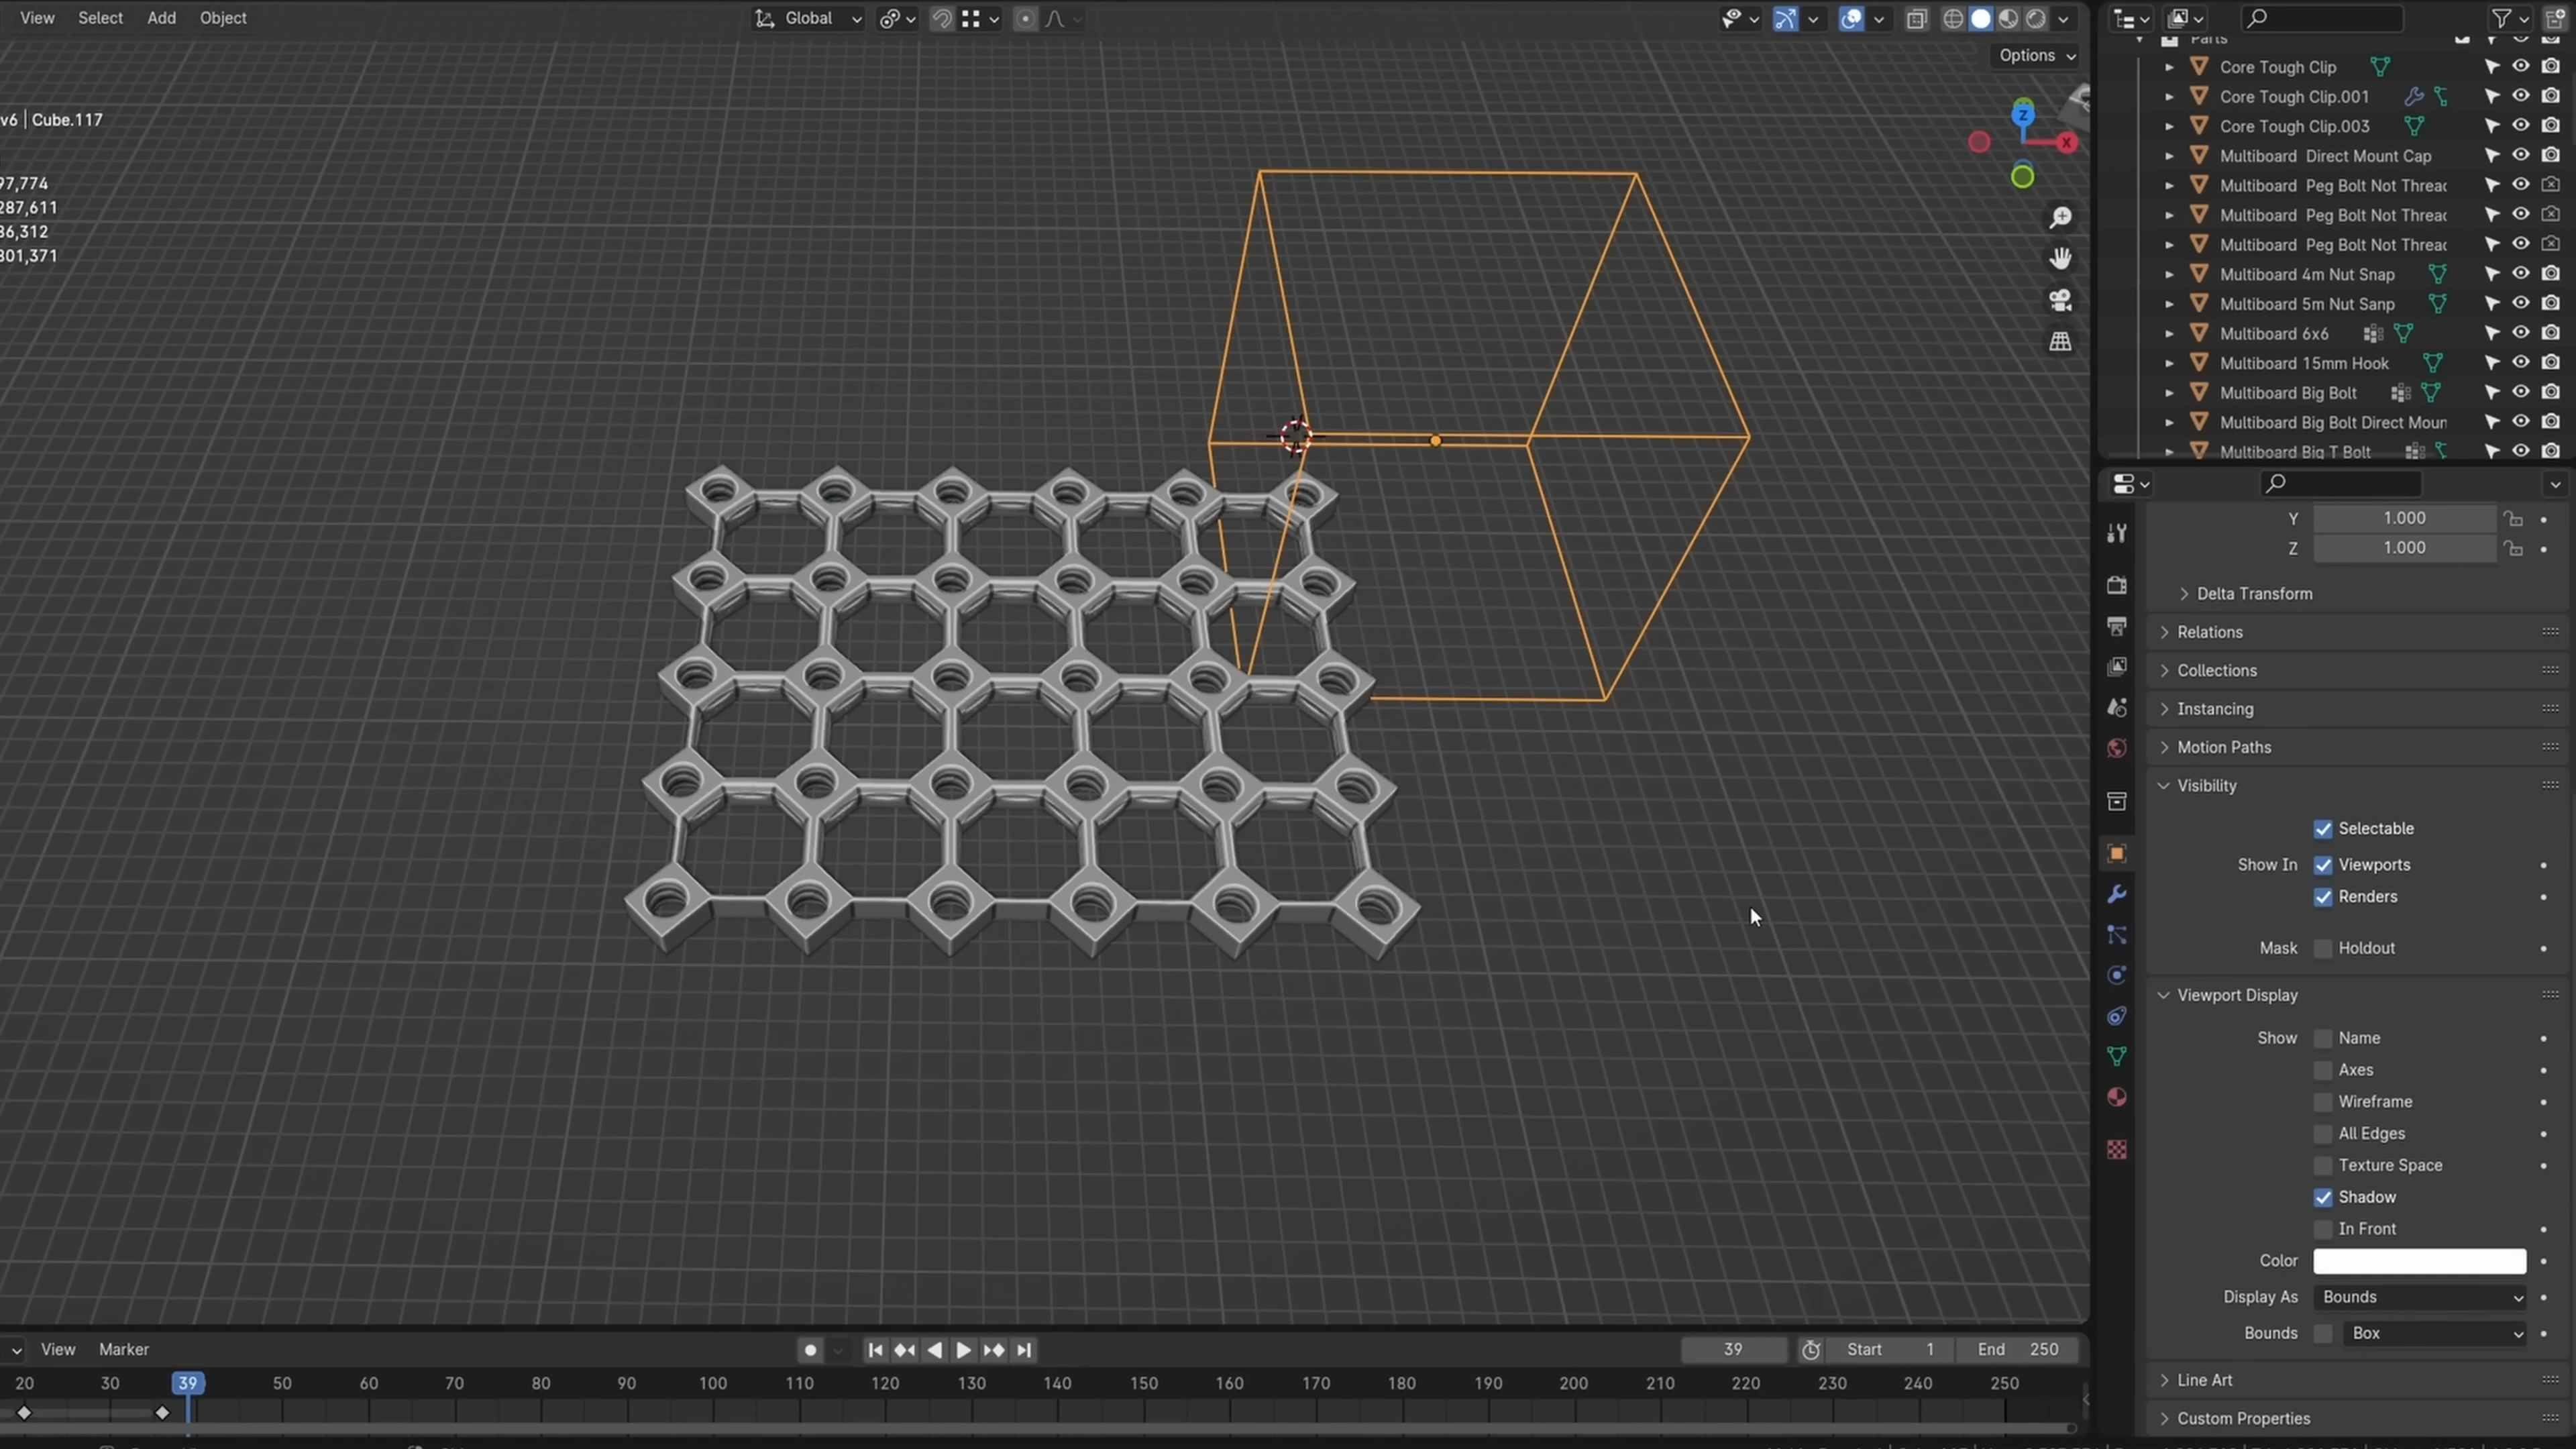 View Select Add Object
Global
Options
v6 | Cube.117
97,774
287,611
36,312
301,371
Z
X
Parts
Core Tough Clip
Core Tough Clip.001
Core Tough Clip.003
Multiboard Direct Mount Cap
Multiboard Peg Bolt Not Threac
Multiboard Peg Bolt Not Threac
Multiboard Peg Bolt Not Threac
Multiboard 4m Nut Snap
Multiboard 5m Nut Sanp
Multiboard 6x6
Multiboard 15mm Hook
Multiboard Big Bolt
Multiboard Big Bolt Direct Moun
Multiboard Big T Bolt
Y 1.000
Z 1.000
Delta Transform
Relations
Collections
Instancing
Motion Paths
Visibility
Selectable
Show In Viewports
Renders
Mask Holdout
Viewport Display
Show Name
Axes
Wireframe
All Edges
Texture Space
Shadow
In Front
Color
Display As Bounds
Bounds Box
Line Art
Custom Properties
View Marker
39 Start 1 End 250
20 30 39 50 60 70 80 90 100 110 120 130 140 150 160 170 180 190 200 210 220 230 240 250